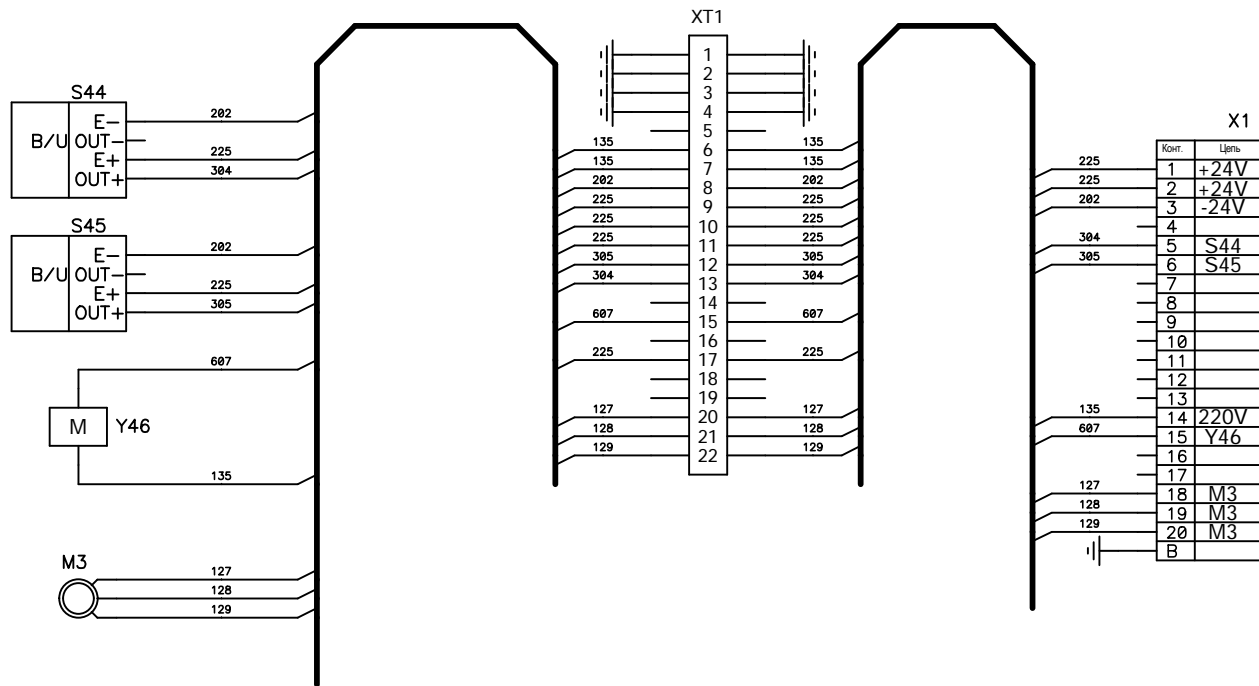 S44
B/U
E-
OUT-
E+
OUT+
202
225
304
S45
B/U
E-
OUT-
E+
OUT+
202
225
305
607
M
Y46
135
M3
127
128
129
XT1
1
2
3
4
5
135 6 135
135 7 135
202 8 202
225 9 225
225 10 225
225 11 225
305 12 305
304 13 304
14
607 15 607
16
225 17 225
18
19
127 20 127
128 21 128
129 22 129
X1
Конт. Цепь
225 1 +24V
225 2 +24V
202 3 -24V
4
304 5 S44
305 6 S45
7
8
9
10
11
12
13
135 14 220V
607 15 Y46
16
17
127 18 M3
128 19 M3
129 20 M3
B